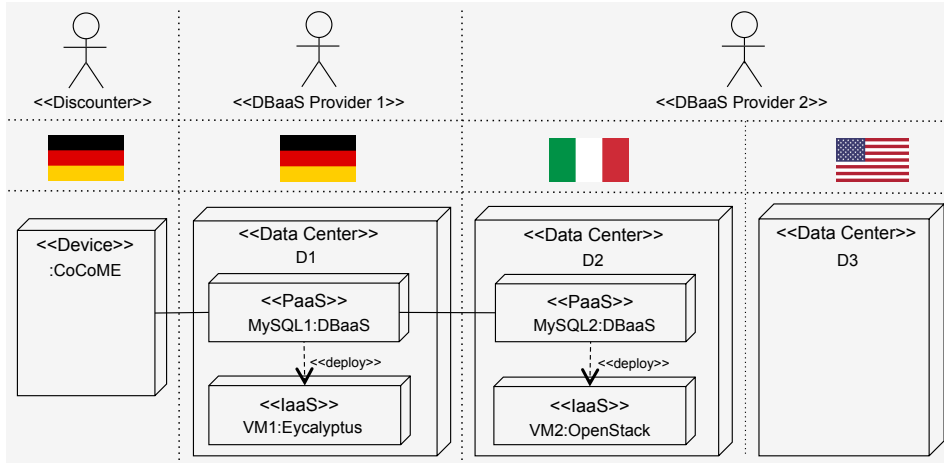 <<Discounter>>
<<DBaaS Provider 1>>
<<DBaaS Provider 2>>
<<Device>>
:CoCoME
<<Data Center>>
D1
<<PaaS>>
MySQL1:DBaaS
<<deploy>>
<<IaaS>>
VM1:Eycalyptus
<<Data Center>>
D2
<<PaaS>>
MySQL2:DBaaS
<<deploy>>
<<IaaS>>
VM2:OpenStack
<<Data Center>>
D3